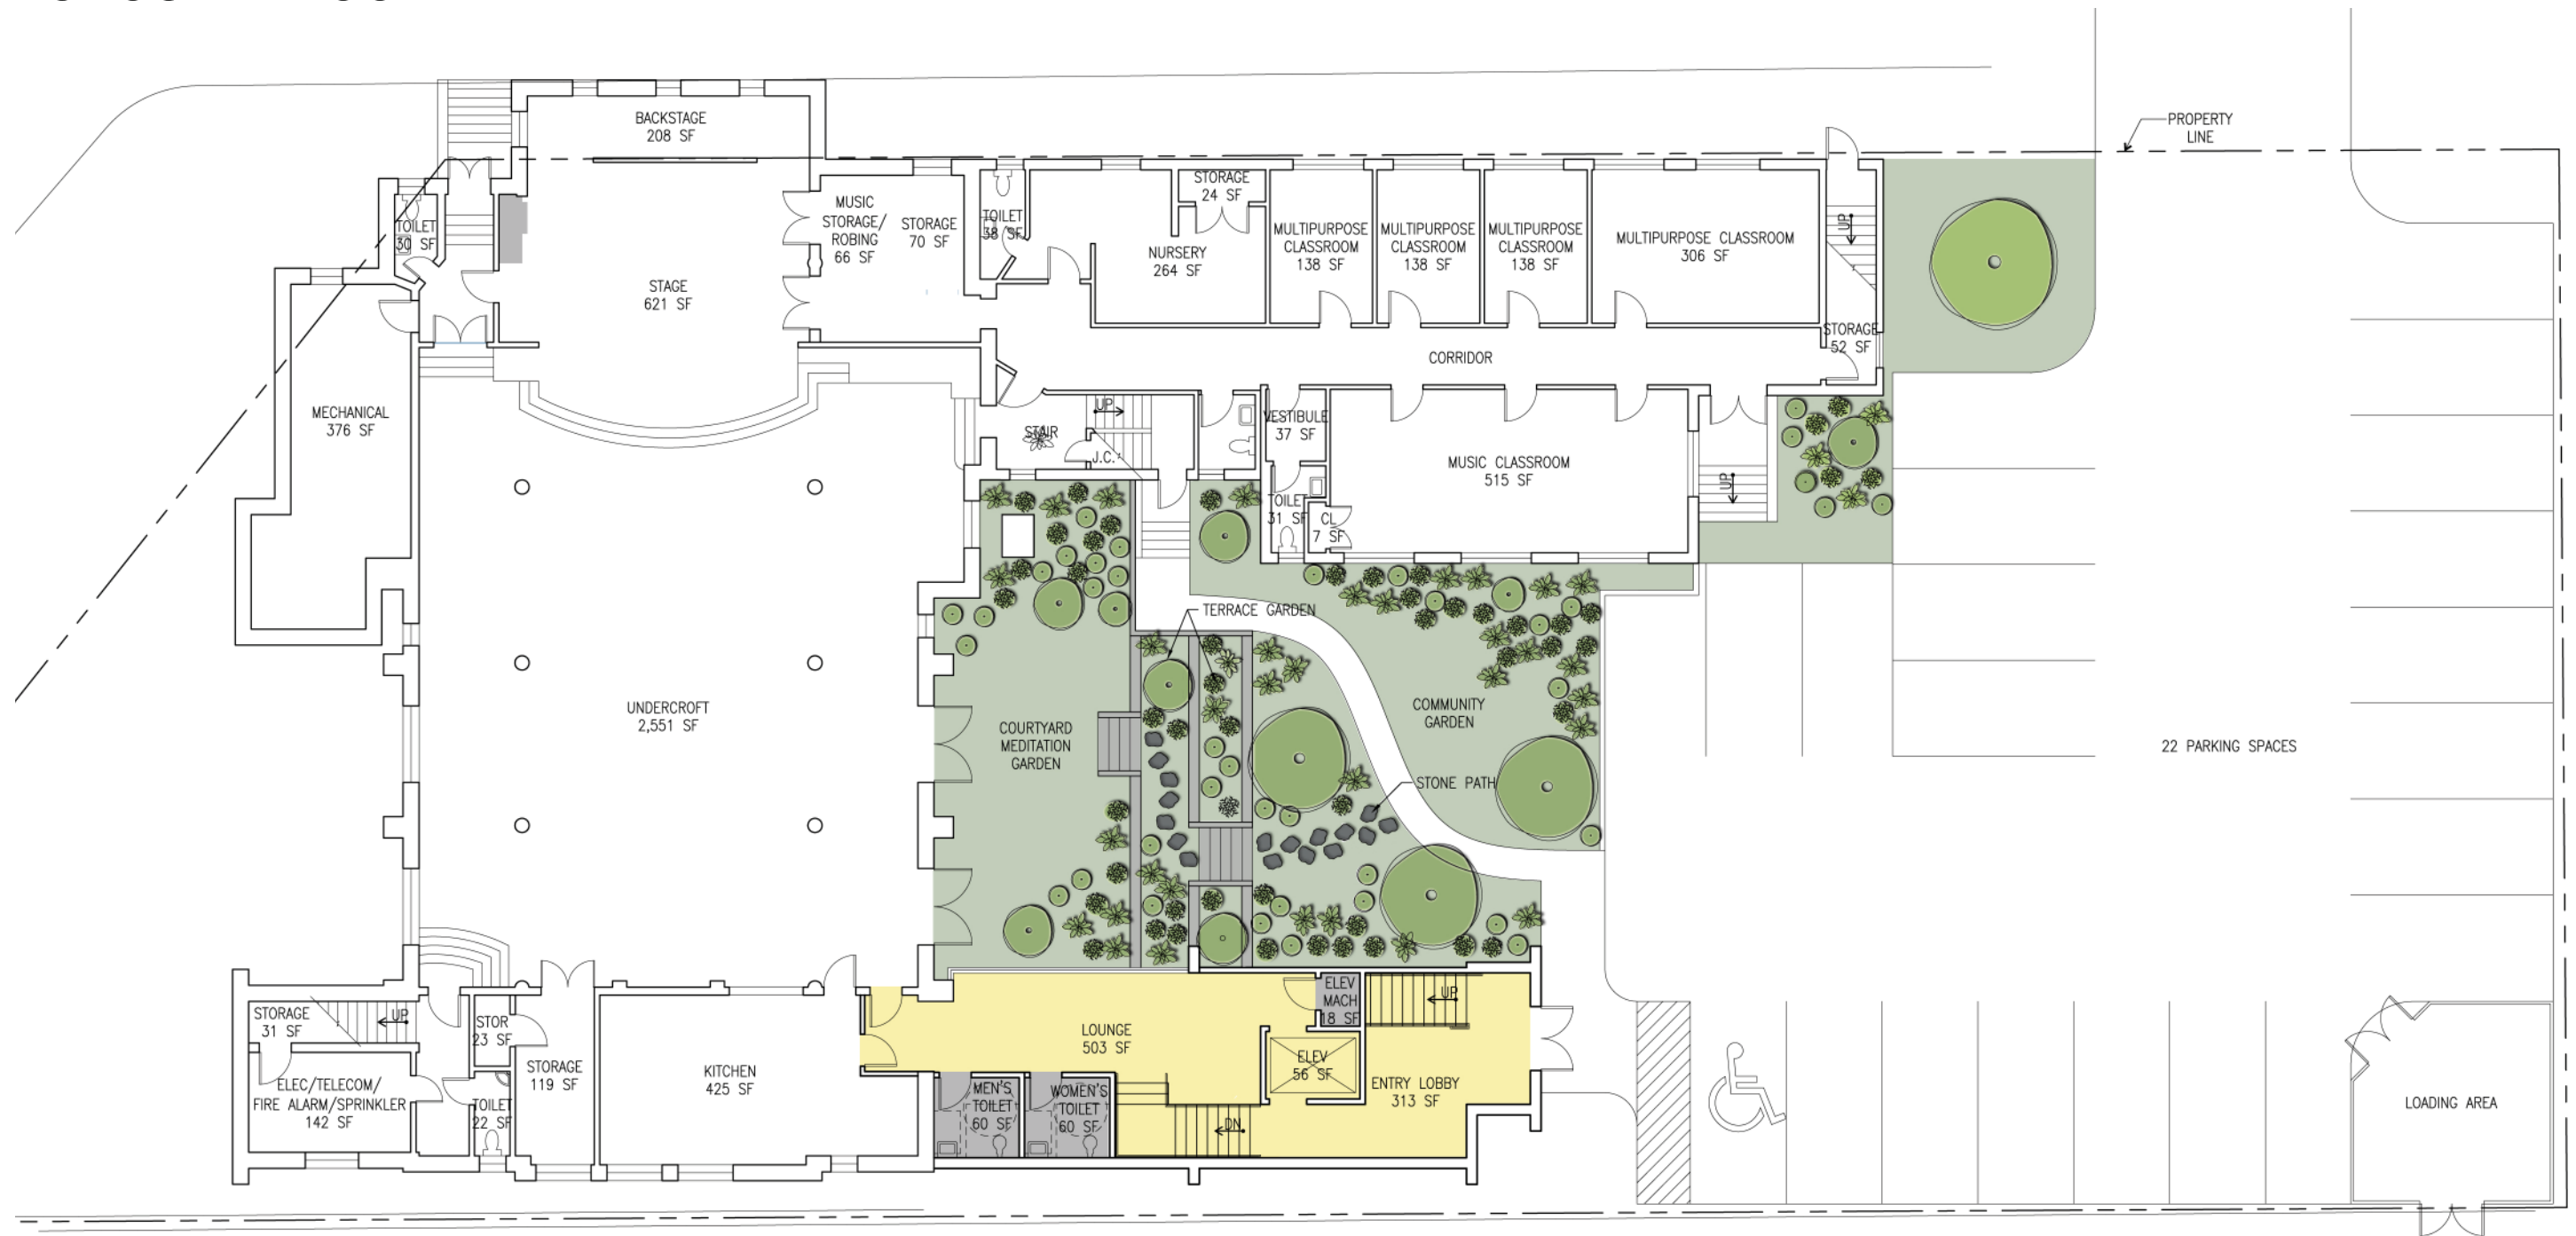 BACKSTAGE
208 SF
PROPERTY
LINE
TOILET
30 SF
STAGE
621 SF
MUSIC
STORAGE/
ROBING
66 SF
STORAGE
70 SF
TOILET
38 SF
NURSERY
264 SF
STORAGE
24 SF
MULTIPURPOSE
CLASSROOM
138 SF
MULTIPURPOSE
CLASSROOM
138 SF
MULTIPURPOSE
CLASSROOM
138 SF
MULTIPURPOSE CLASSROOM
306 SF
UP
STORAGE
52 SF
CORRIDOR
MECHANICAL
376 SF
STAIR
UP
J.C.
VESTIBULE
37 SF
MUSIC CLASSROOM
515 SF
UP
TOILET
31 SF
CL
7 SF
TERRACE GARDEN
UNDERCROFT
2,551 SF
COURTYARD
MEDITATION
GARDEN
COMMUNITY
GARDEN
STONE PATH
22 PARKING SPACES
STORAGE
31 SF
UP
STOR
23 SF
ELEC/TELECOM/
FIRE ALARM/SPRINKLER
142 SF
TOILET
22 SF
STORAGE
119 SF
KITCHEN
425 SF
LOUNGE
503 SF
MEN'S
TOILET
60 SF
WOMEN'S
TOILET
60 SF
DN
ELEV
MACH
18 SF
UP
ELEV
56 SF
ENTRY LOBBY
313 SF
LOADING AREA